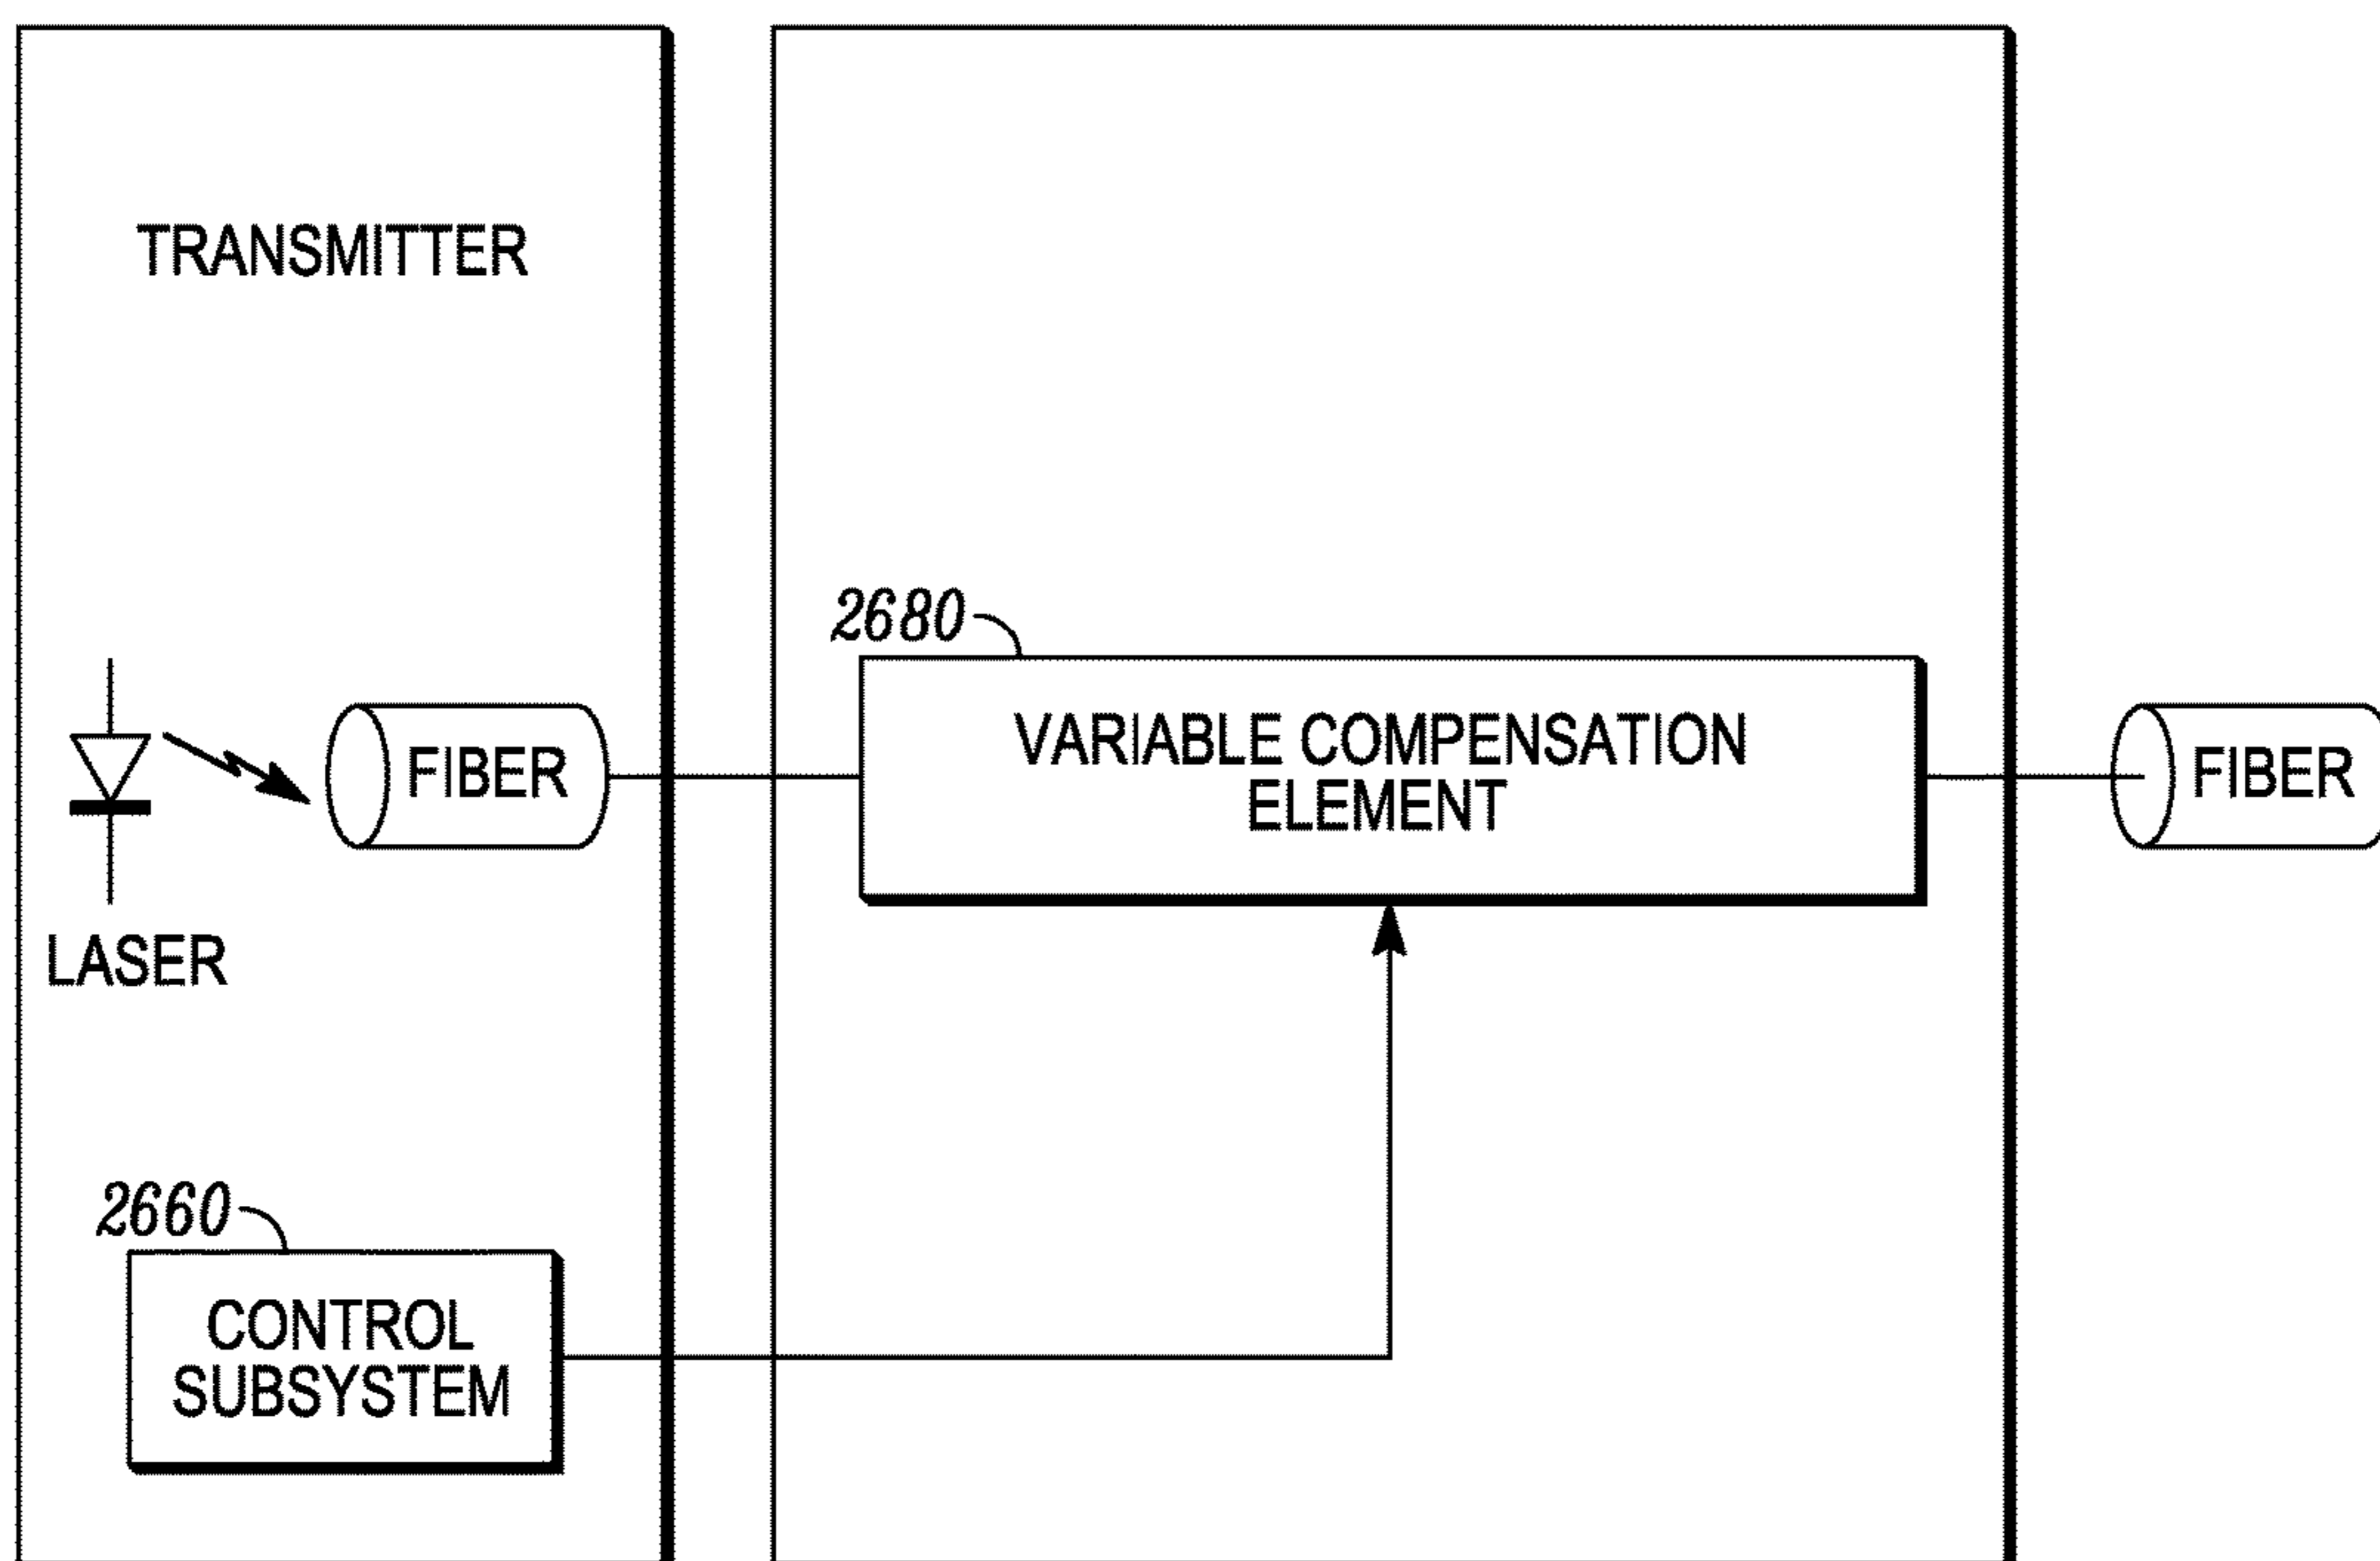 TRANSMITTER
2680
VARIABLE COMPENSATION
ELEMENT
FIBER
FIBER
LASER
2660
CONTROL
SUBSYSTEM